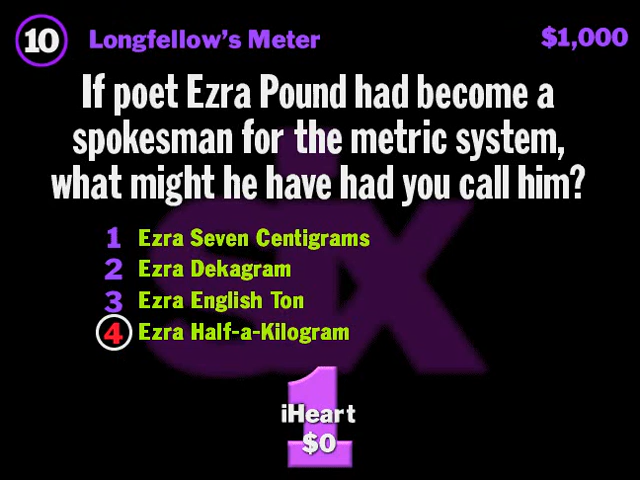 10 Longfellow's Meter $1,000
If poet Ezra Pound had become a
spokesman for the metric system,
what might he have had you call him?
1 Ezra Seven Centigrams
2 Ezra Dekagram
3 Ezra English Ton
4 Ezra Half-a-Kilogram
six
1
iHeart
$0